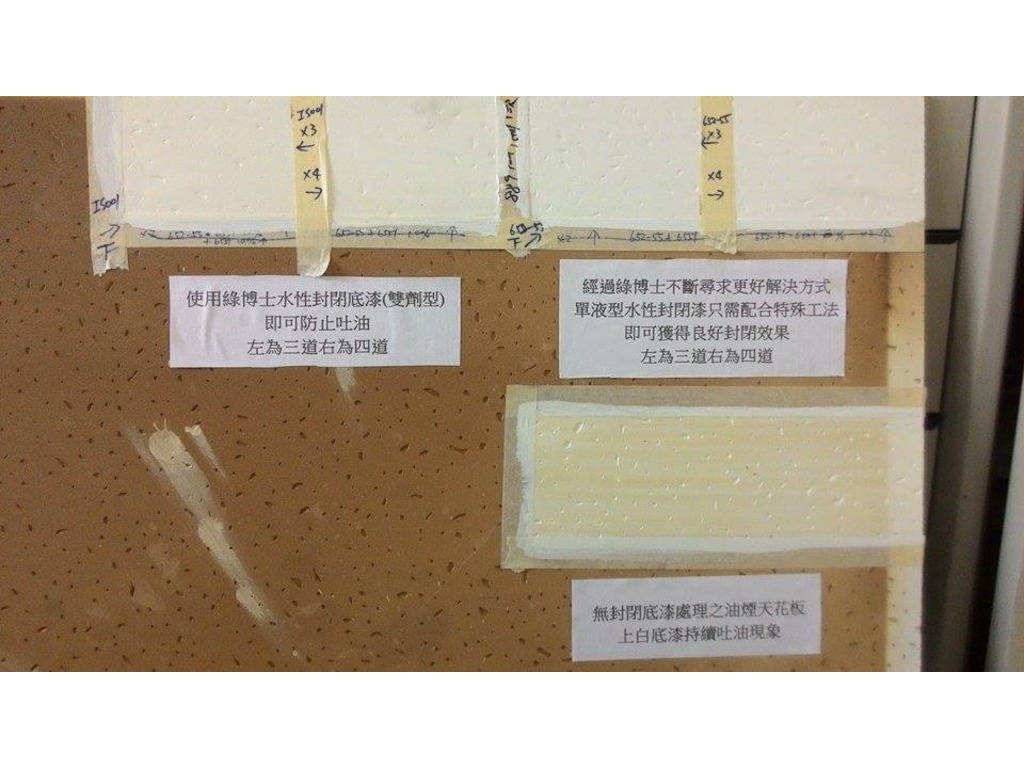 IS001
x3
x4
652-55
x3
x4
IS001
使用綠博士水性封閉底漆(雙劑型)
即可防止吐油
左為三道右為四道
經過綠博士不斷尋求更好解決方式
單液型水性封閉漆只需配合特殊工法
即可獲得良好封閉效果
左為三道右為四道
無封閉底漆處理之油煙天花板
上白底漆持續吐油現象